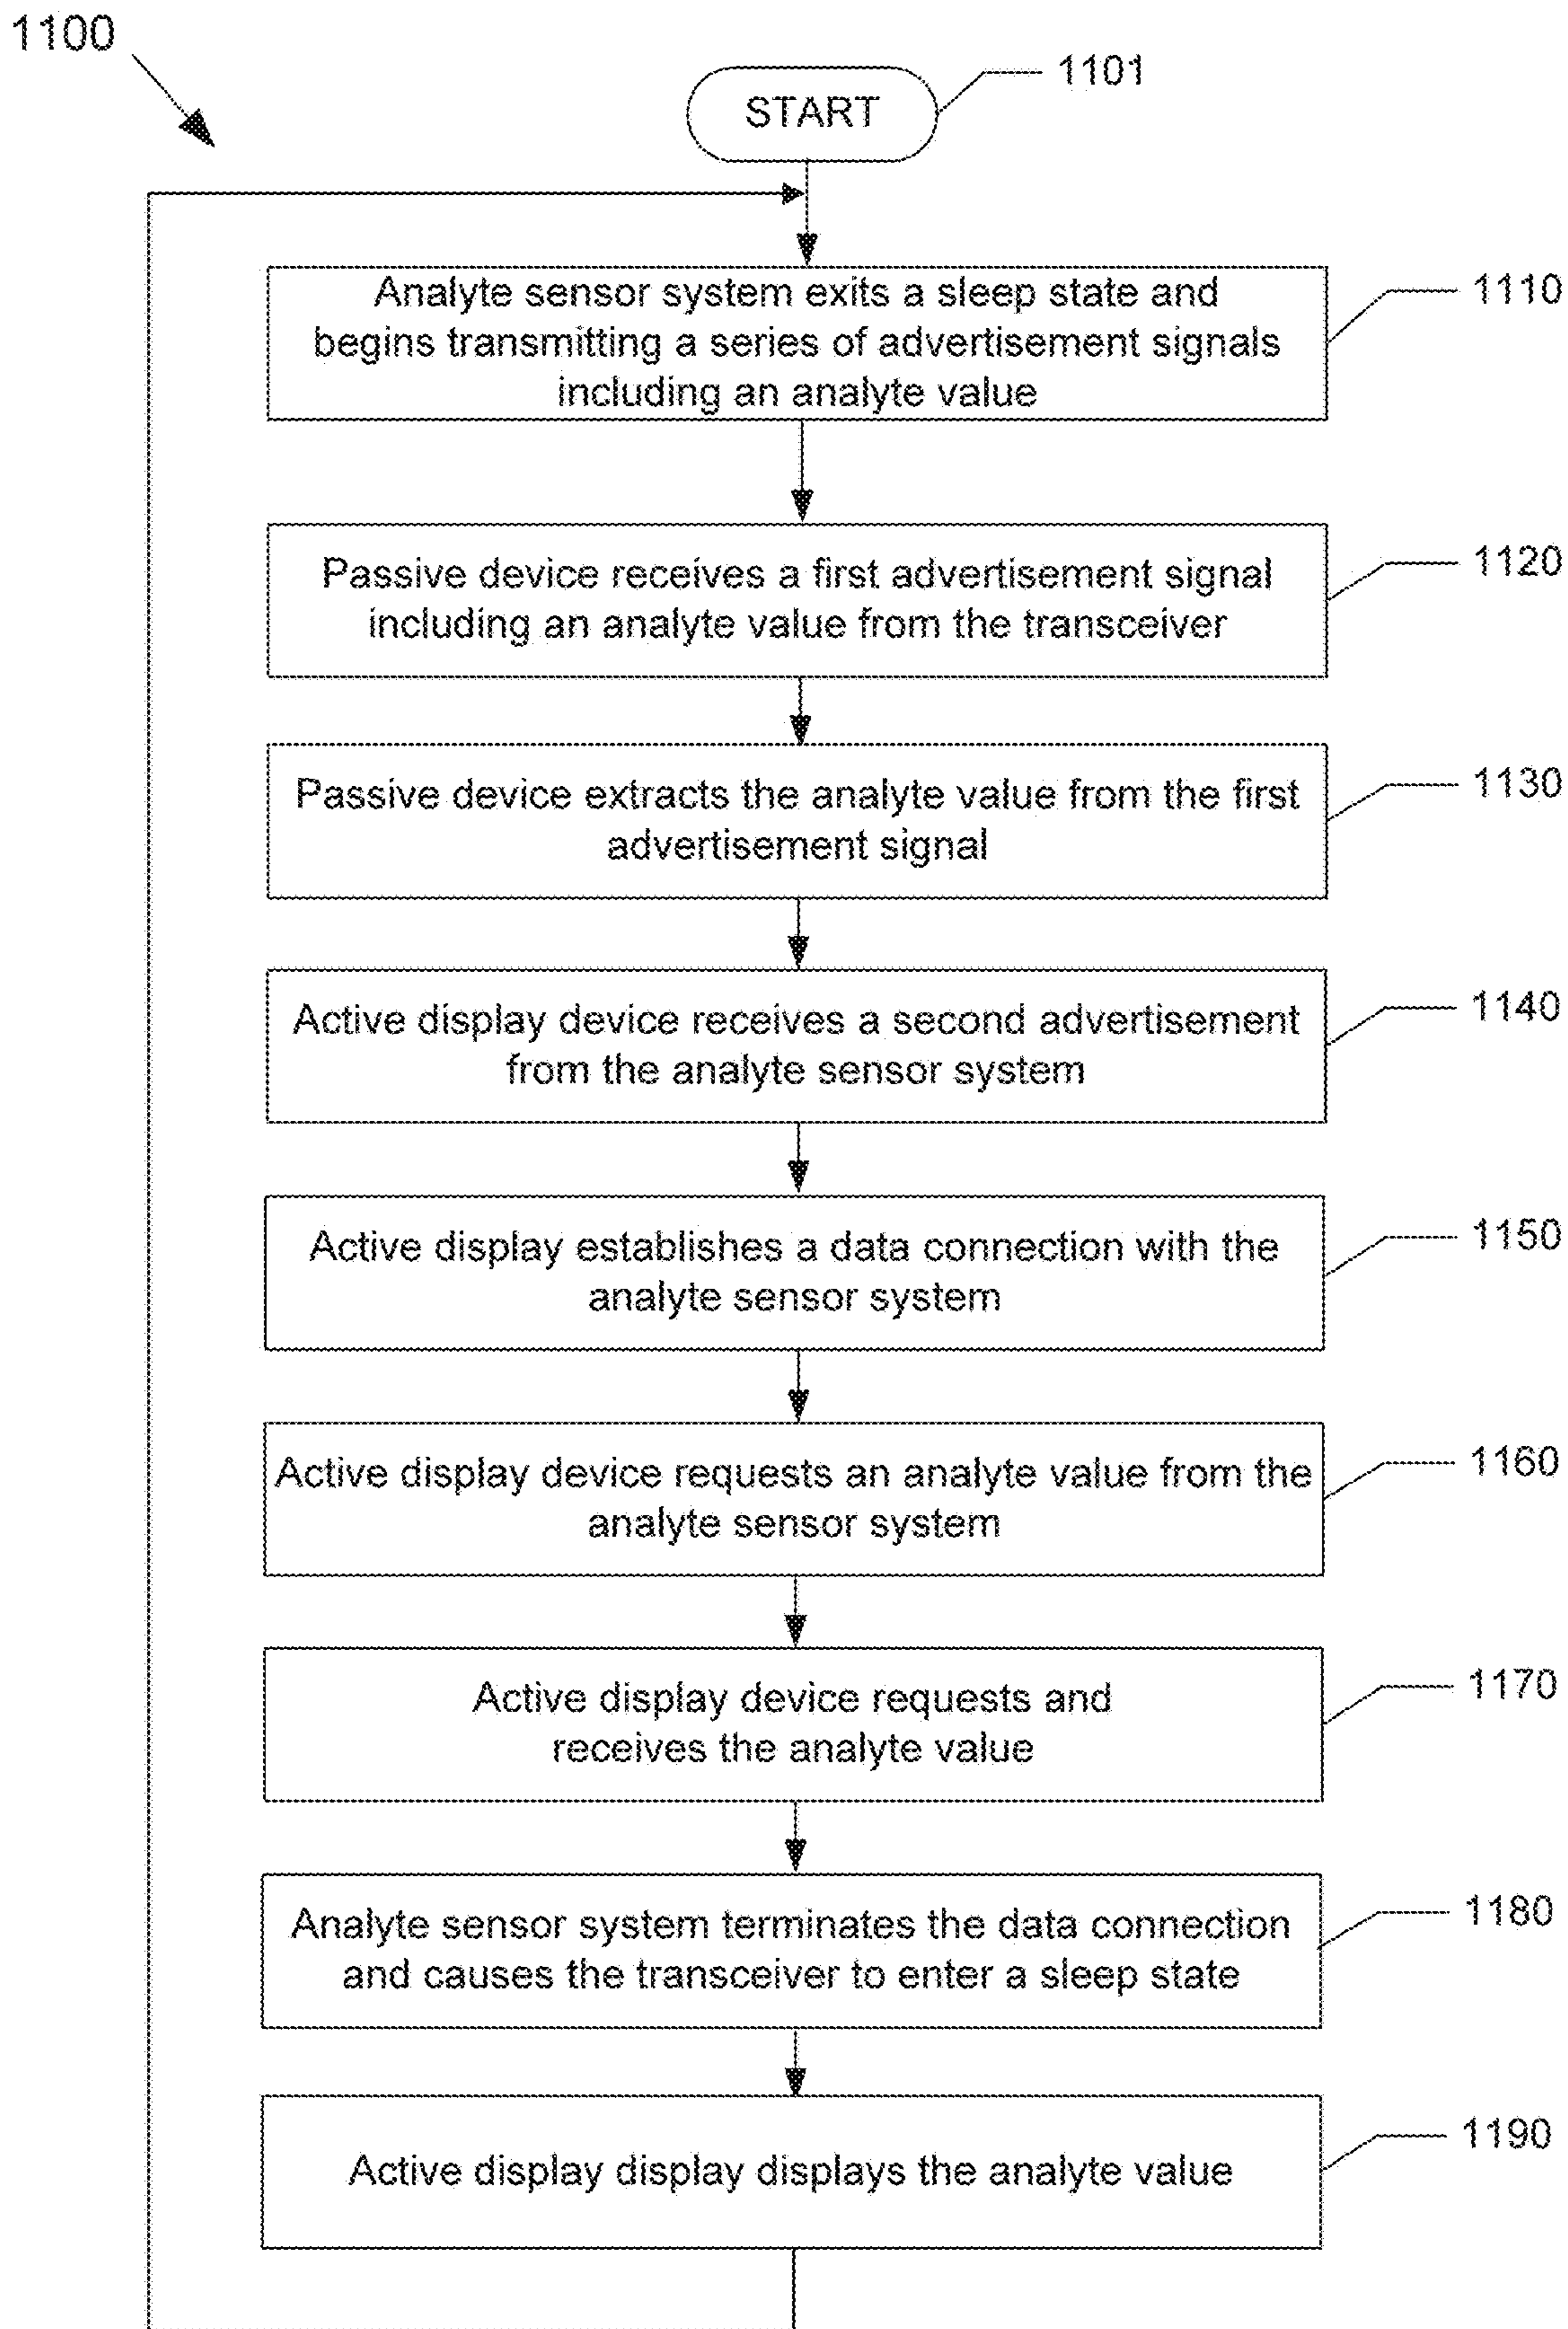 1100
START
1101
Analyte sensor system exits a sleep state and
begins transmitting a series of advertisement signals
including an analyte value
1110
Passive device receives a first advertisement signal
including an analyte value from the transceiver
1120
Passive device extracts the analyte value from the first
advertisement signal
1130
Active display device receives a second advertisement
from the analyte sensor system
1140
Active display establishes a data connection with the
analyte sensor system
1150
Active display device requests an analyte value from the
analyte sensor system
1160
Active display device requests and
receives the analyte value
1170
Analyte sensor system terminates the data connection
and causes the transceiver to enter a sleep state
1180
Active display display displays the analyte value
1190